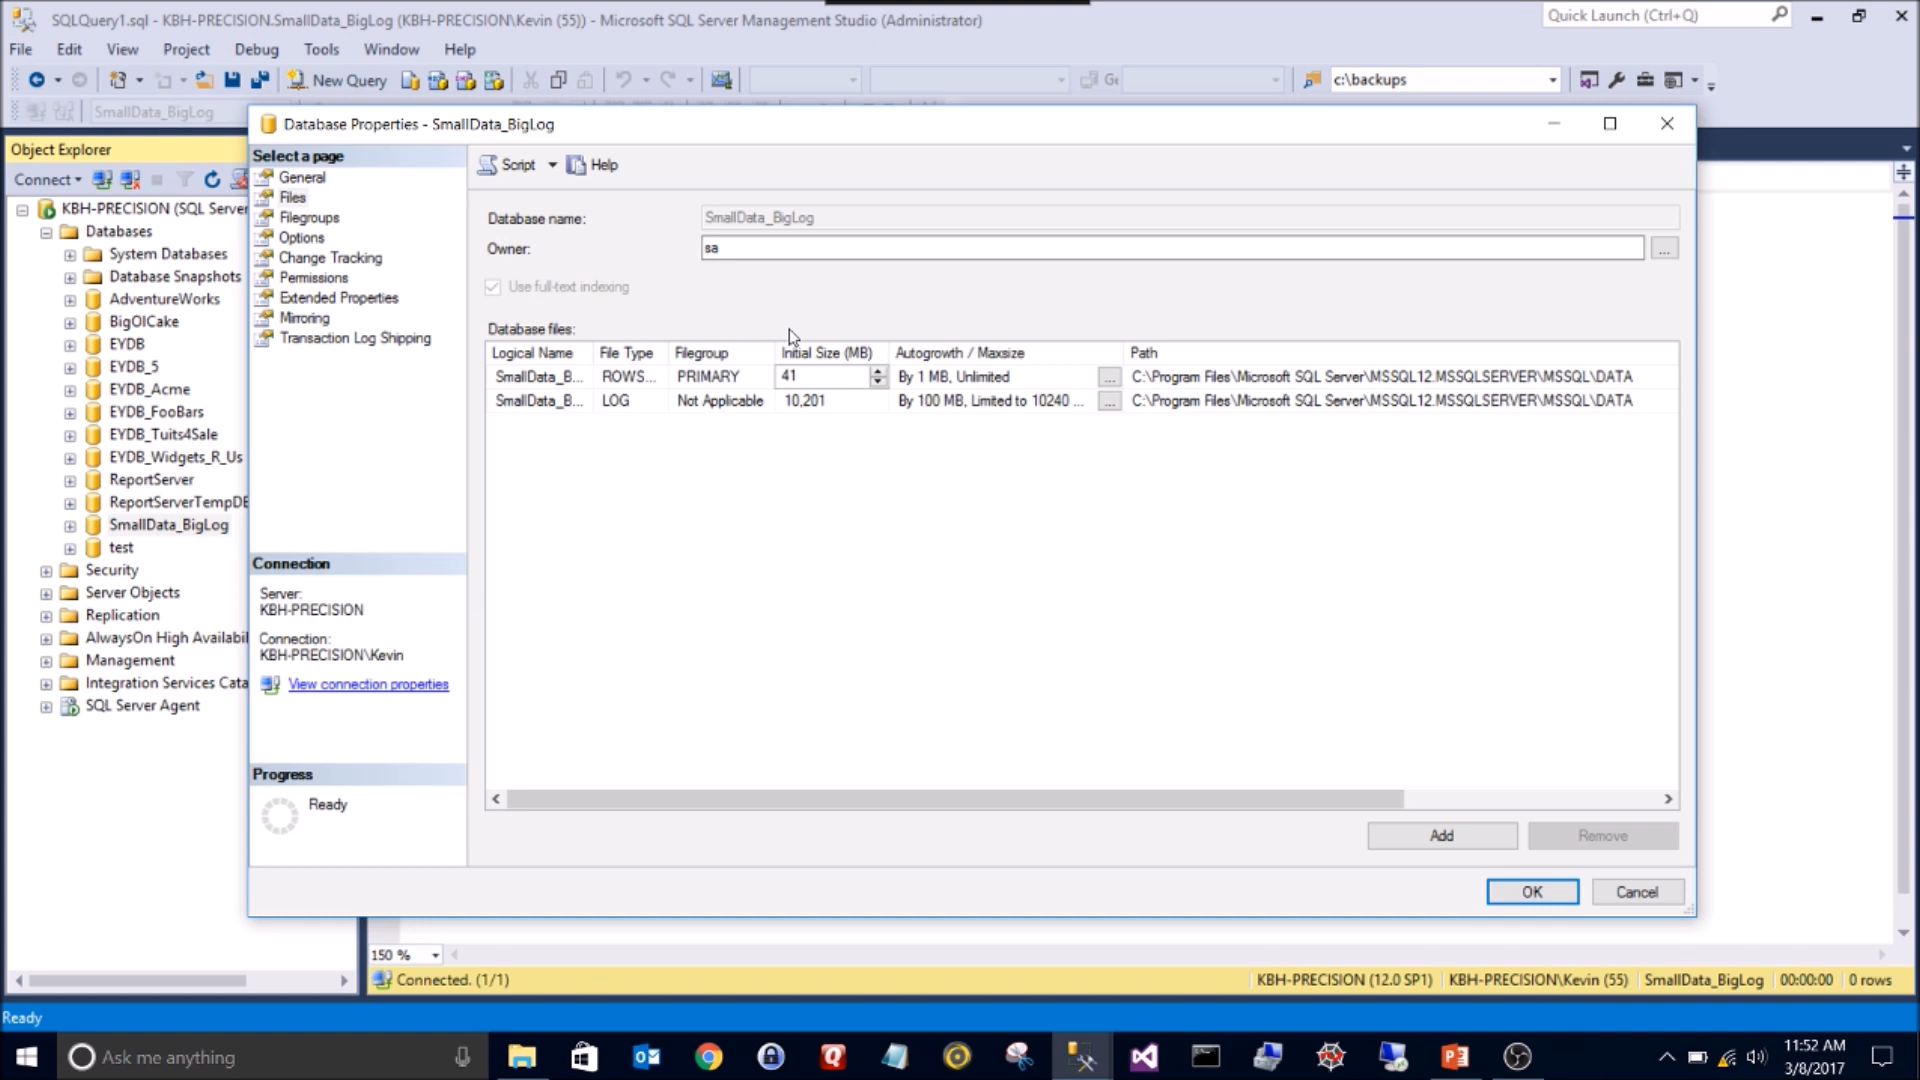 SQLQuery1.sql - KBH-PRECISION.SmallData_BigLog (KBH-PRECISION\Kevin (55)) - Microsoft SQL Server Management Studio (Administrator)
Quick Launch (Ctrl+Q)
File Edit View Project Debug Tools Window Help
New Query
c:\backups
SmallData_BigLog
Database Properties - SmallData_BigLog
Object Explorer
Connect
KBH-PRECISION (SQL Server
Databases
System Databases
Database Snapshots
AdventureWorks
BigOlCake
EYDB
EYDB_5
EYDB_Acme
EYDB_FooBars
EYDB_Tuits4Sale
EYDB_Widgets_R_Us
ReportServer
ReportServerTempDB
SmallData_BigLog
test
Security
Server Objects
Replication
AlwaysOn High Availabil
Management
Integration Services Cata
SQL Server Agent
Select a page
General
Files
Filegroups
Options
Change Tracking
Permissions
Extended Properties
Mirroring
Transaction Log Shipping
Connection
Server:
KBH-PRECISION
Connection:
KBH-PRECISION\Kevin
View connection properties
Progress
Ready
Script Help
Database name: SmallData_BigLog
Owner: sa ...
Use full-text indexing
Database files:
Logical Name File Type Filegroup Initial Size (MB) Autogrowth / Maxsize Path
SmallData_B... ROWS... PRIMARY 41 By 1 MB, Unlimited ... C:\Program Files\Microsoft SQL Server\MSSQL12.MSSQLSERVER\MSSQL\DATA
SmallData_B... LOG Not Applicable 10,201 By 100 MB, Limited to 10240 ... ... C:\Program Files\Microsoft SQL Server\MSSQL12.MSSQLSERVER\MSSQL\DATA
Add Remove
OK Cancel
150 %
Connected. (1/1) KBH-PRECISION (12.0 SP1) KBH-PRECISION\Kevin (55) SmallData_BigLog 00:00:00 0 rows
Ready
Ask me anything
11:52 AM
3/8/2017